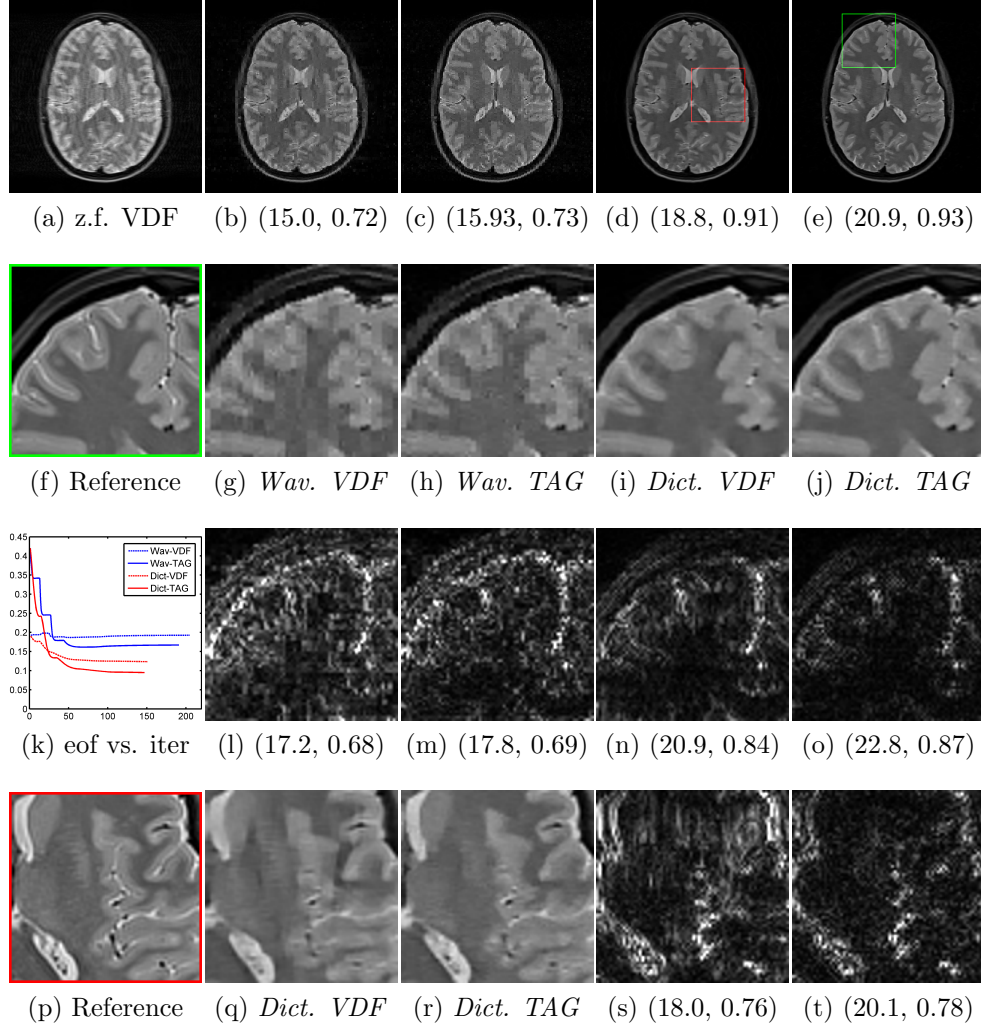 (a) z.f. VDF (b) (15.0, 0.72) (c) (15.93, 0.73) (d) (18.8, 0.91) (e) (20.9, 0.93)
(f) Reference (g) Wav. VDF (h) Wav. TAG (i) Dict. VDF (j) Dict. TAG
0.45
0.4
0.35
0.3
0.25
0.2
0.15
0.1
0.05
0
0 50 100 150 200
Wav-VDF
Wav-TAG
Dict-VDF
Dict-TAG
(k) eof vs. iter (l) (17.2, 0.68) (m) (17.8, 0.69) (n) (20.9, 0.84) (o) (22.8, 0.87)
(p) Reference (q) Dict. VDF (r) Dict. TAG (s) (18.0, 0.76) (t) (20.1, 0.78)